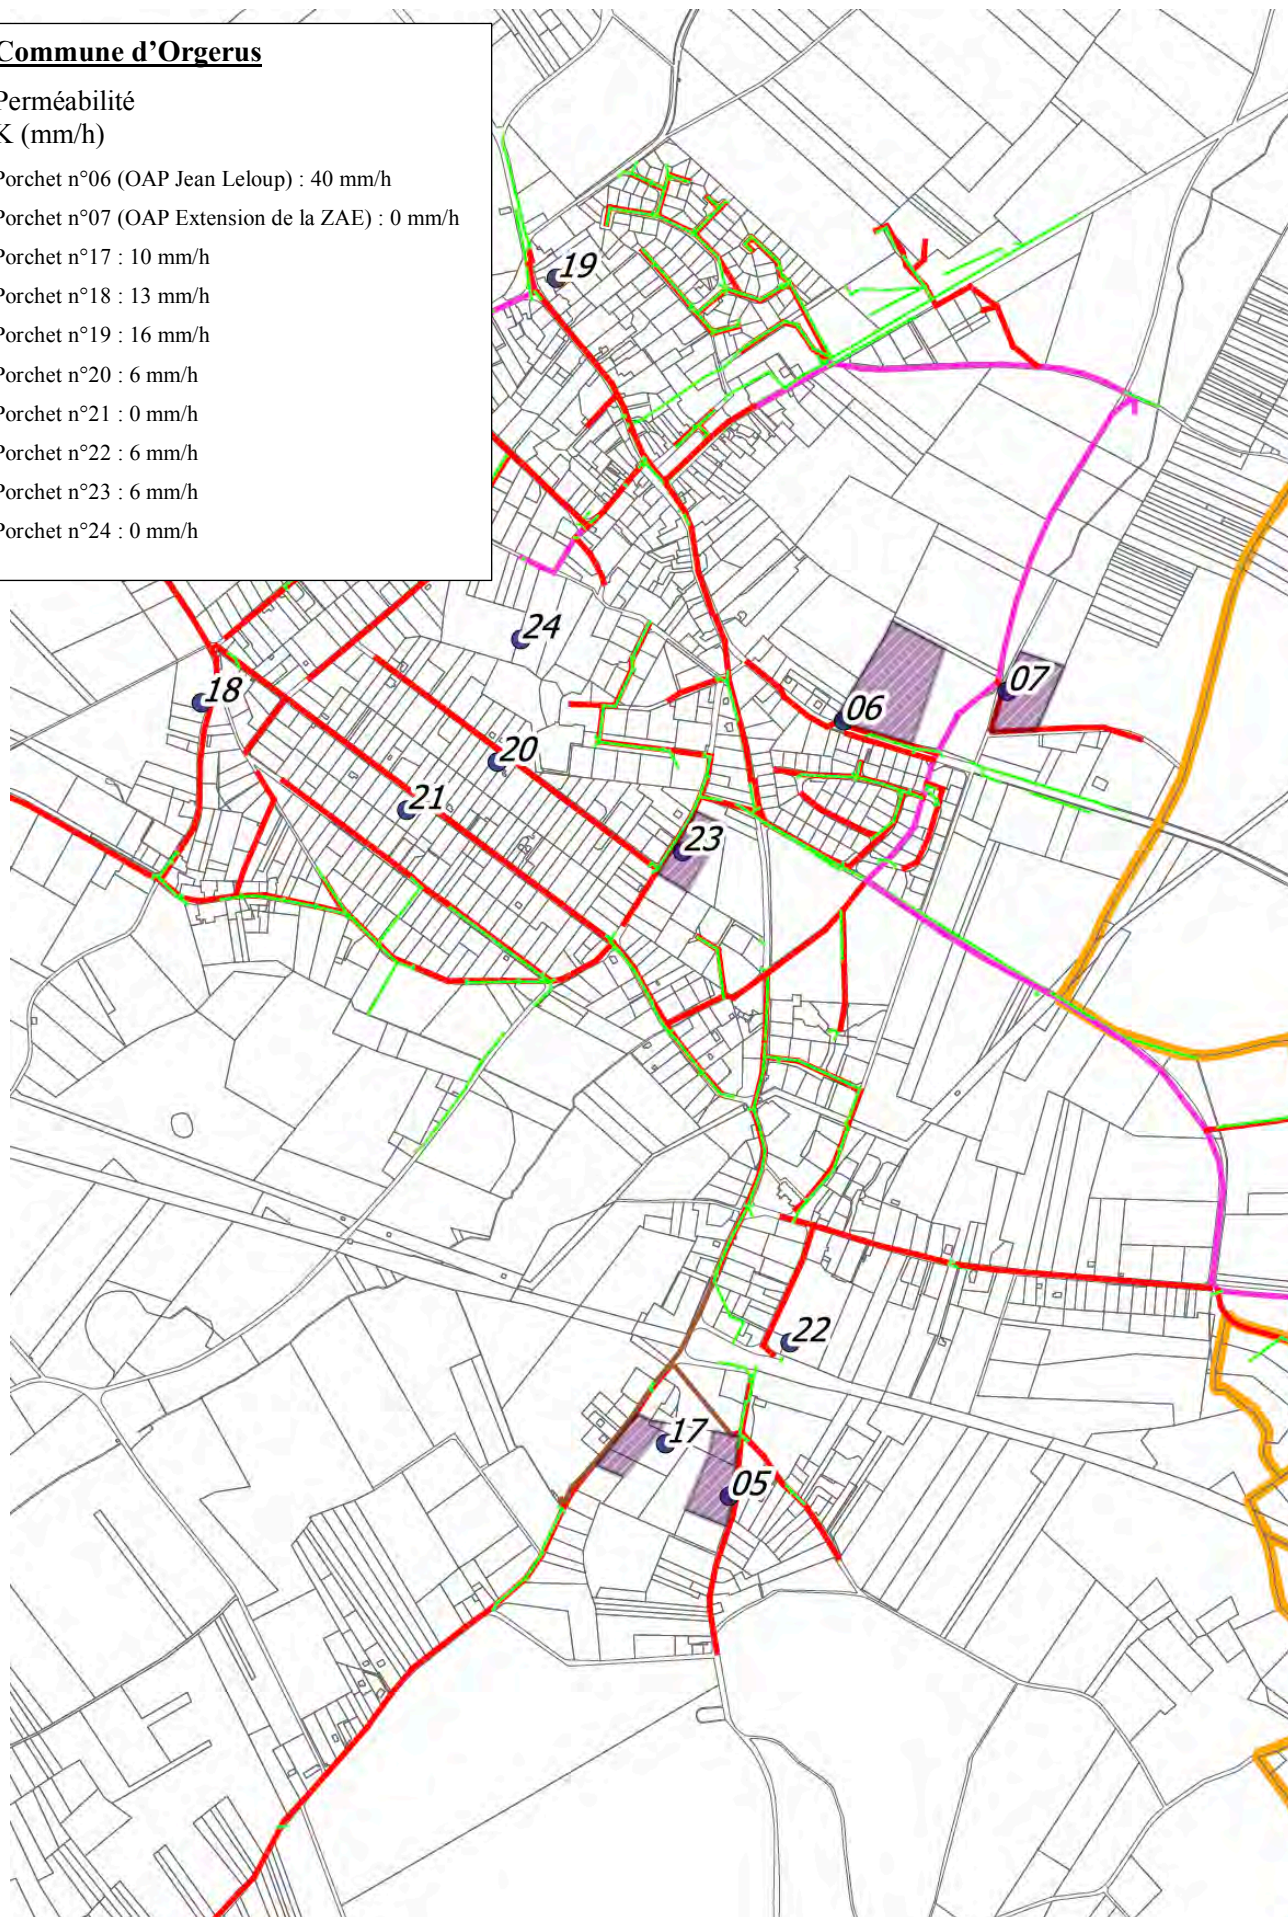 Commune d’Orgerus
Perméabilité
K (mm/h)
Porchet n°06 (OAP Jean Leloup) : 40 mm/h
Porchet n°07 (OAP Extension de la ZAE) : 0 mm/h
Porchet n°17 : 10 mm/h
Porchet n°18 : 13 mm/h
Porchet n°19 : 16 mm/h
Porchet n°20 : 6 mm/h
Porchet n°21 : 0 mm/h
Porchet n°22 : 6 mm/h
Porchet n°23 : 6 mm/h
Porchet n°24 : 0 mm/h
19
24
18
07
06
20
21
23
22
17
05